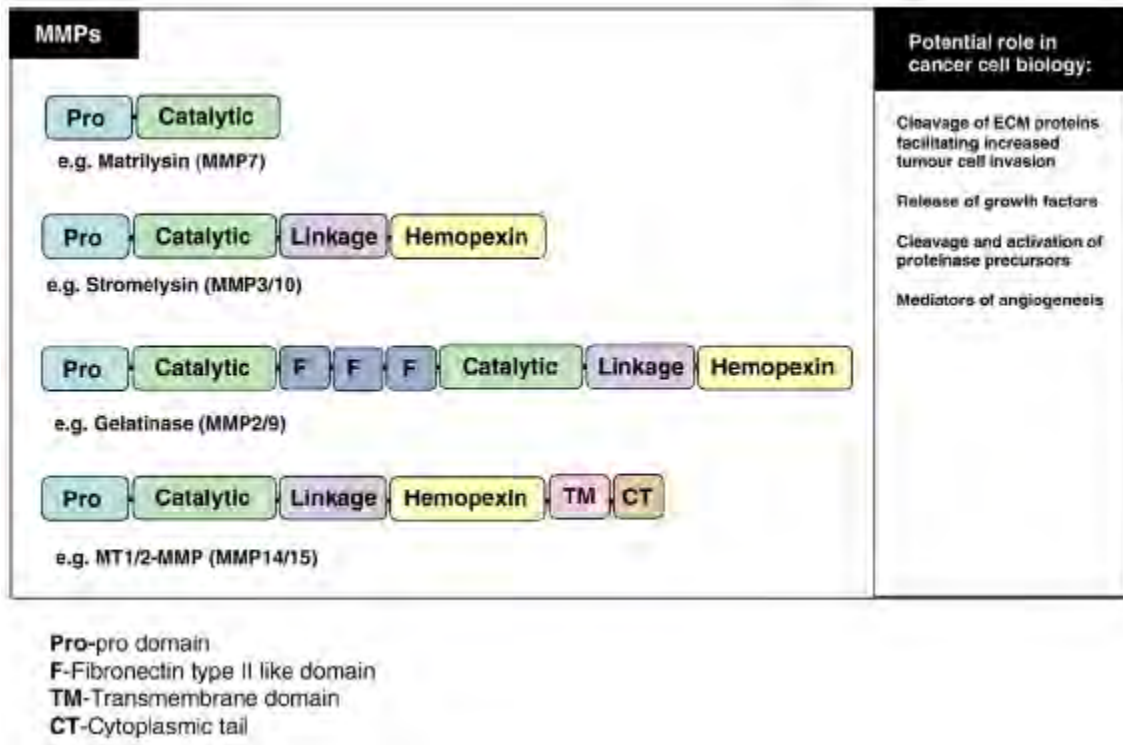 MMPs
Potential role in
cancer cell biology:
Pro Catalytic
e.g. Matrilysin (MMP7)
Pro Catalytic Linkage Hemopexin
e.g. Stromelysin (MMP3/10)
Pro Catalytic F F F Catalytic Linkage Hemopexin
e.g. Gelatinase (MMP2/9)
Pro Catalytic Linkage Hemopexin TM CT
e.g. MT1/2-MMP (MMP14/15)
Cleavage of ECM proteins
facilitating increased
tumour cell invasion
Release of growth factors
Cleavage and activation of
proteinase precursors
Mediators of angiogenesis
Pro-pro domain
F-Fibronectin type II like domain
TM-Transmembrane domain
CT-Cytoplasmic tail